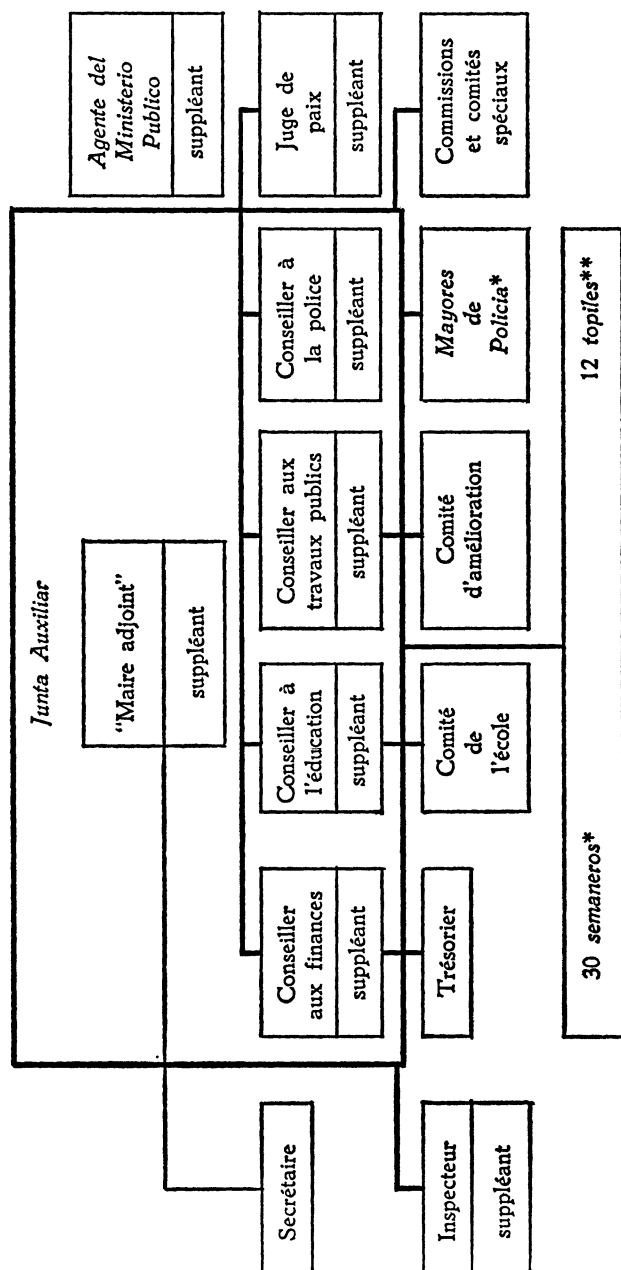 Junta Auxiliar
"Maire adjoint"
suppléant
Agente del
Ministerio
Publico
suppléant
Secrétaire
Conseiller
aux finances
suppléant
Conseiller à
l'éducation
suppléant
Conseiller aux
travaux publics
suppléant
Conseiller à
la police
suppléant
Juge de
paix
suppléant
Inspecteur
suppléant
Trésorier
Comité
de
l'école
Comité
d'amélioration
Mayores
de
Policia*
Commissions
et comités
spéciaux
30 semaneros*
12 topiles**